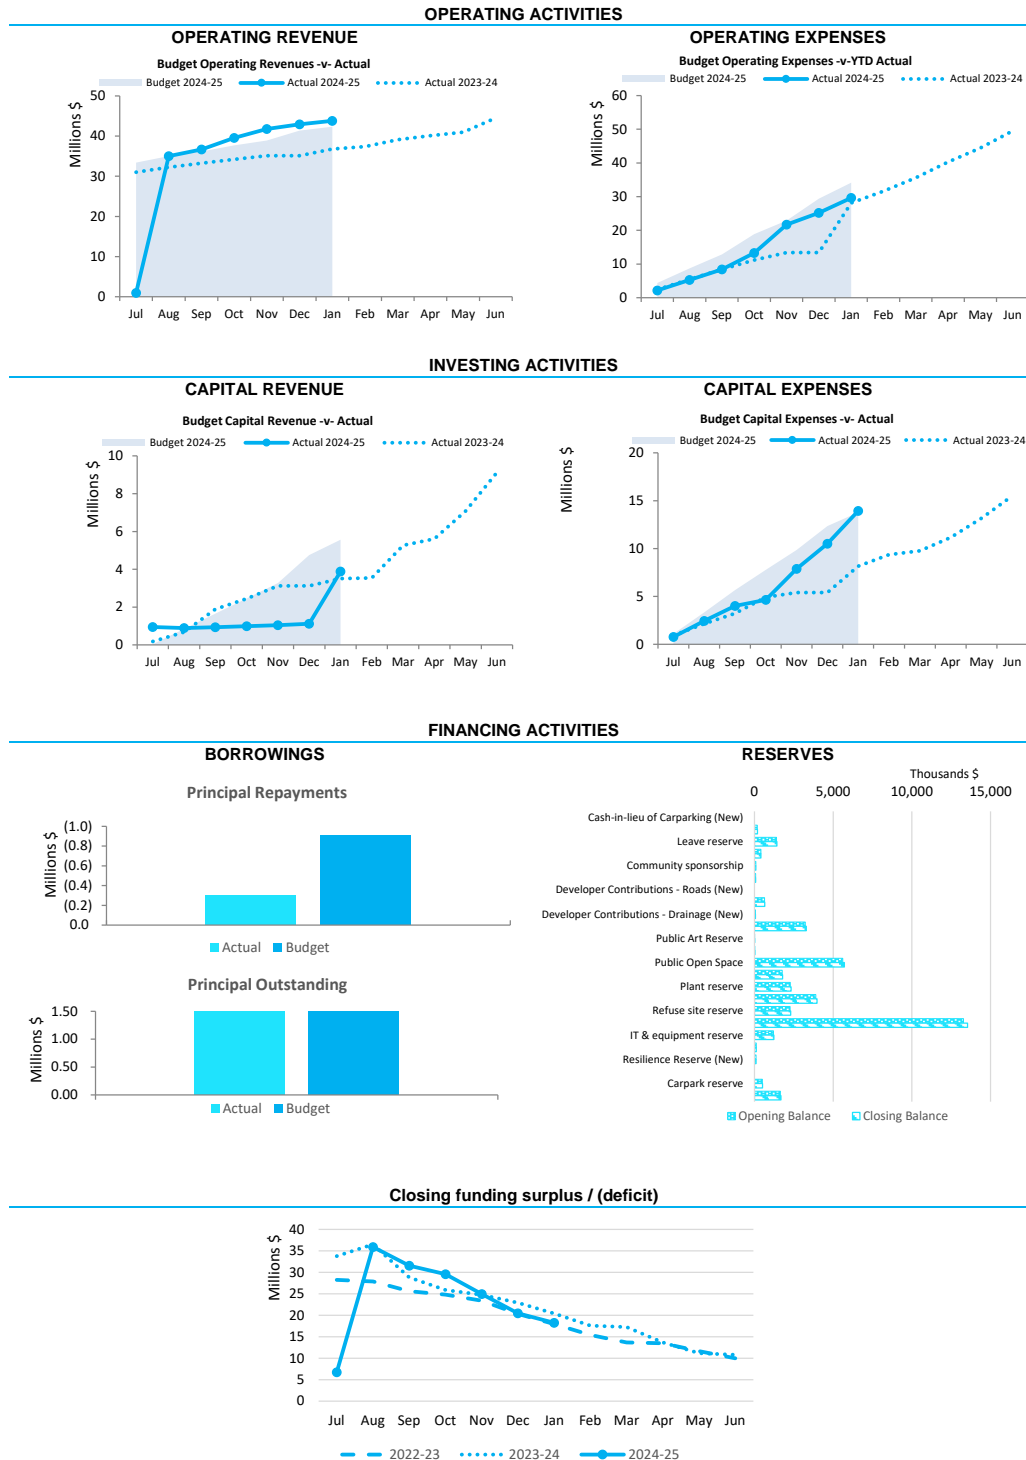 OPERATING ACTIVITIES
OPERATING REVENUE
Budget Operating Revenues -v- Actual
Budget 2024-25 Actual 2024-25 Actual 2023-24
Millions $
50
40
30
20
10
0
Jul Aug Sep Oct Nov Dec Jan Feb Mar Apr May Jun
OPERATING EXPENSES
Budget Operating Expenses -v-YTD Actual
Budget 2024-25 Actual 2024-25 Actual 2023-24
Millions $
60
50
40
30
20
10
0
Jul Aug Sep Oct Nov Dec Jan Feb Mar Apr May Jun
INVESTING ACTIVITIES
CAPITAL REVENUE
Budget Capital Revenue -v- Actual
Budget 2024-25 Actual 2024-25 Actual 2023-24
Millions $
10
8
6
4
2
0
Jul Aug Sep Oct Nov Dec Jan Feb Mar Apr May Jun
CAPITAL EXPENSES
Budget Capital Expenses -v- Actual
Budget 2024-25 Actual 2024-25 Actual 2023-24
Millions $
20
15
10
5
0
Jul Aug Sep Oct Nov Dec Jan Feb Mar Apr May Jun
FINANCING ACTIVITIES
BORROWINGS
Principal Repayments
Millions $
(1.0)
(0.8)
(0.6)
(0.4)
(0.2)
0.0
Actual Budget
Principal Outstanding
Millions $
1.50
1.00
0.50
0.00
Actual Budget
RESERVES
Thousands $
0 5,000 10,000 15,000
Cash-in-lieu of Carparking (New)
Leave reserve
Community sponsorship
Developer Contributions - Roads (New)
Developer Contributions - Drainage (New)
Public Art Reserve
Public Open Space
Plant reserve
Refuse site reserve
IT & equipment reserve
Resilience Reserve (New)
Carpark reserve
Opening Balance Closing Balance
Closing funding surplus / (deficit)
Millions $
40
35
30
25
20
15
10
5
0
Jul Aug Sep Oct Nov Dec Jan Feb Mar Apr May Jun
2022-23 2023-24 2024-25